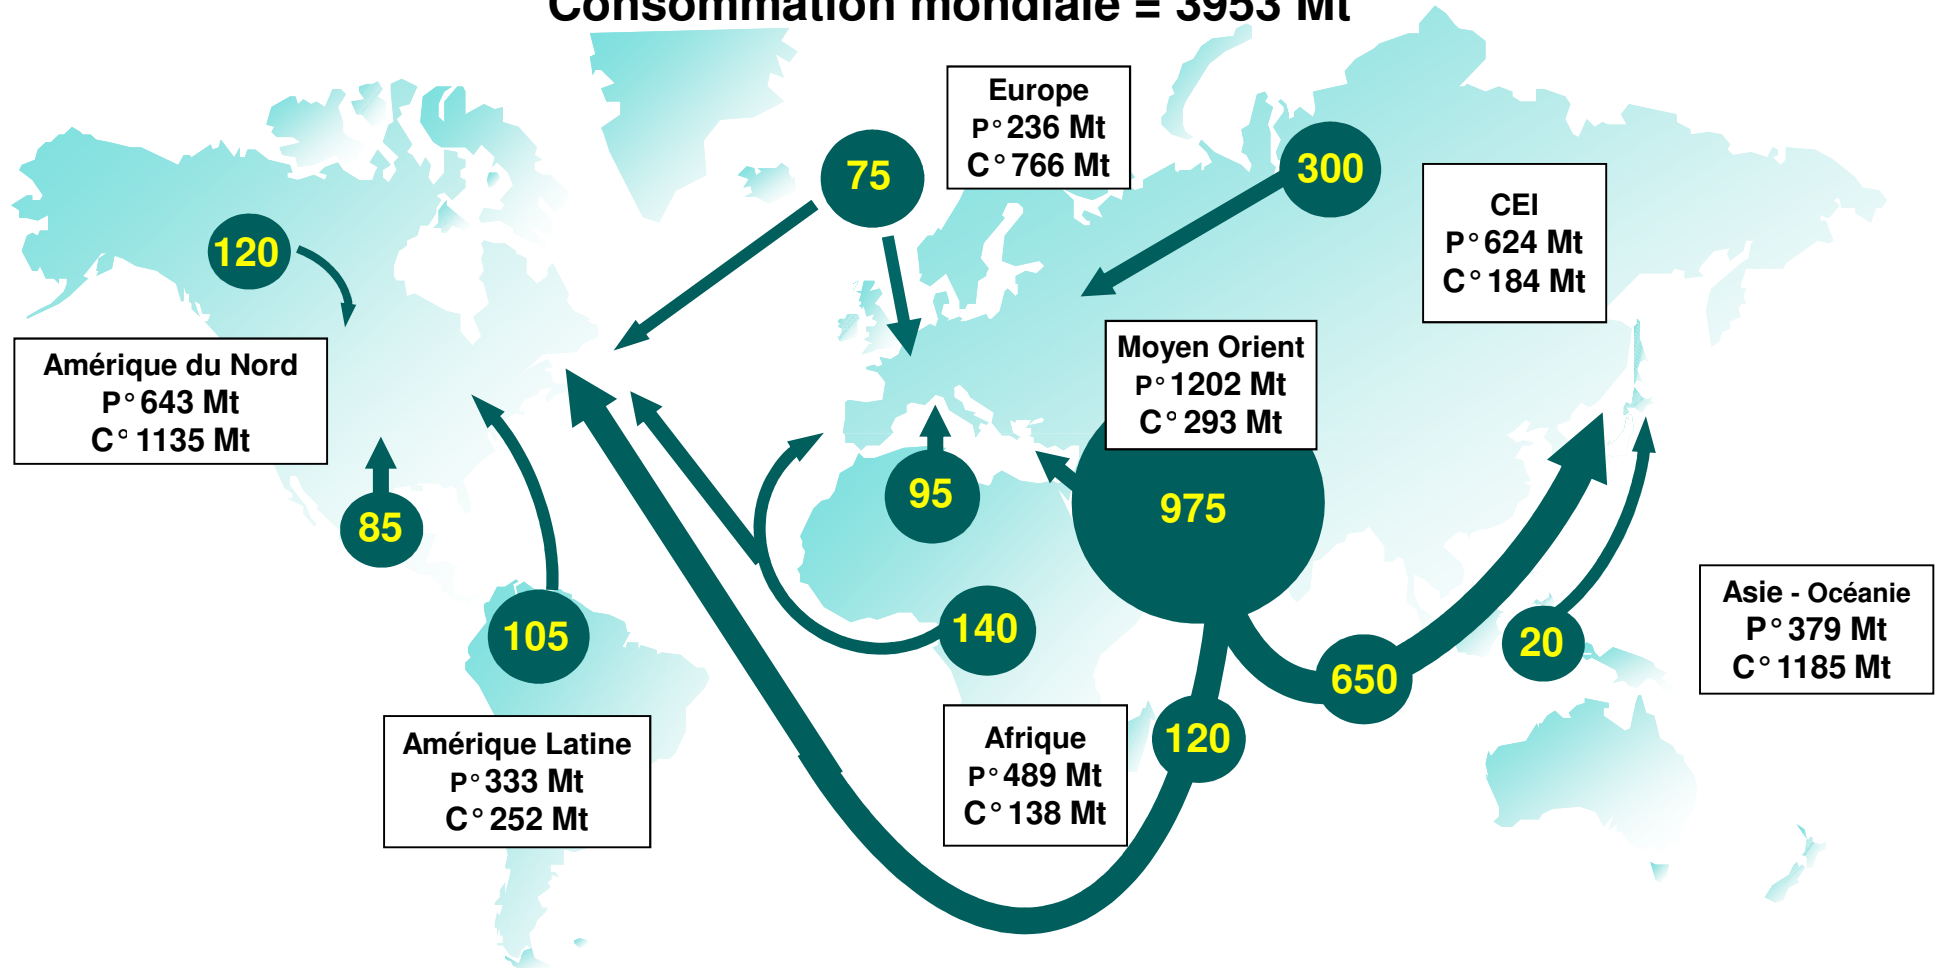 Consommation mondiale = 3953 Mt
Europe
P° 236 Mt
C° 766 Mt
75
300
CEI
P° 624 Mt
C° 184 Mt
120
Amérique du Nord
P° 643 Mt
C° 1135 Mt
Moyen Orient
P° 1202 Mt
C° 293 Mt
85
95
975
105
140
650
20
Asie - Océanie
P° 379 Mt
C° 1185 Mt
Amérique Latine
P° 333 Mt
C° 252 Mt
Afrique
P° 489 Mt
C° 138 Mt
120